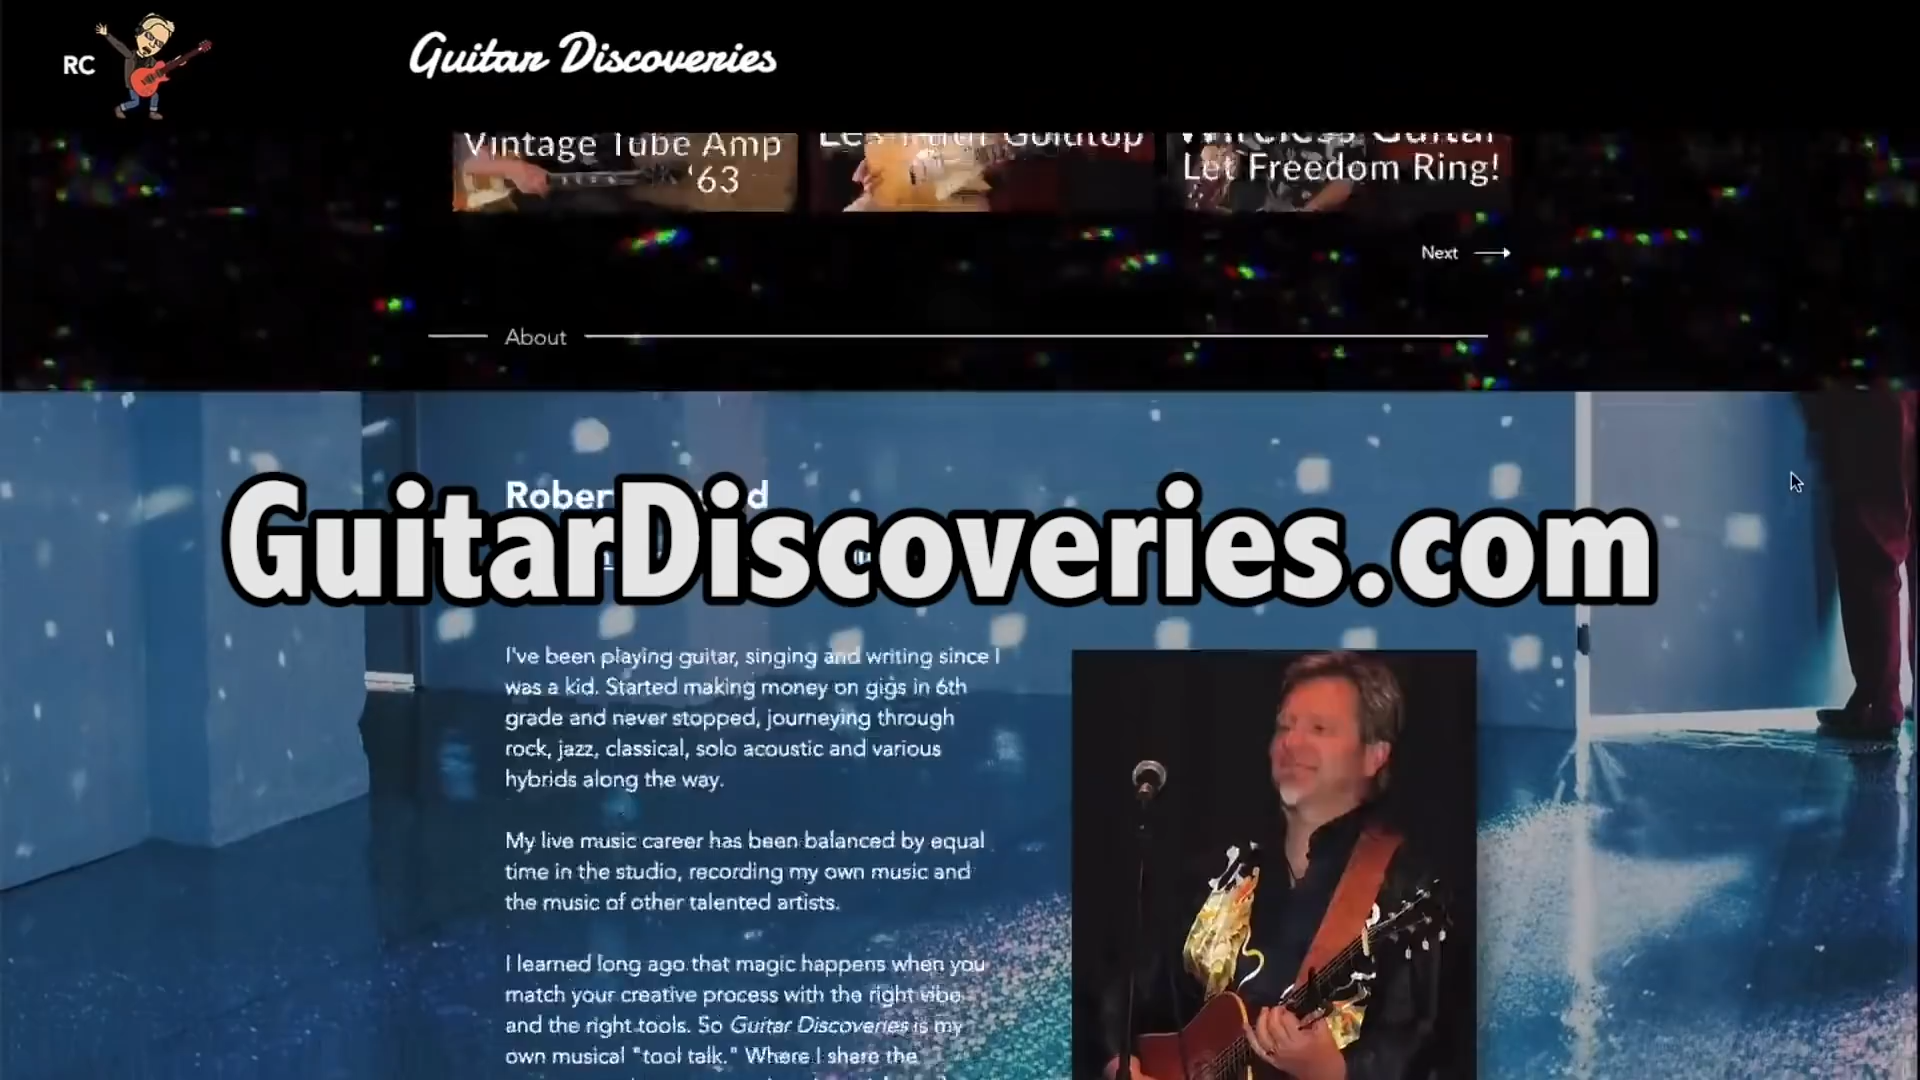 RC
Guitar Discoveries
Vintage Tube Amp
'63
Les Paul Goldtop
Wireless Guitar
Let Freedom Ring!
Next
About
GuitarDiscoveries.com
I've been playing guitar, singing and writing since I
was a kid. Started making money on gigs in 6th
grade and never stopped, journeying through
rock, jazz, classical, solo acoustic and various
hybrids along the way.
My live music career has been balanced by equal
time in the studio, recording my own music and
the music of other talented artists.
I learned long ago that magic happens when you
match your creative process with the right vibe
and the right tools. So Guitar Discoveries is my
own musical "tool talk." Where I share the